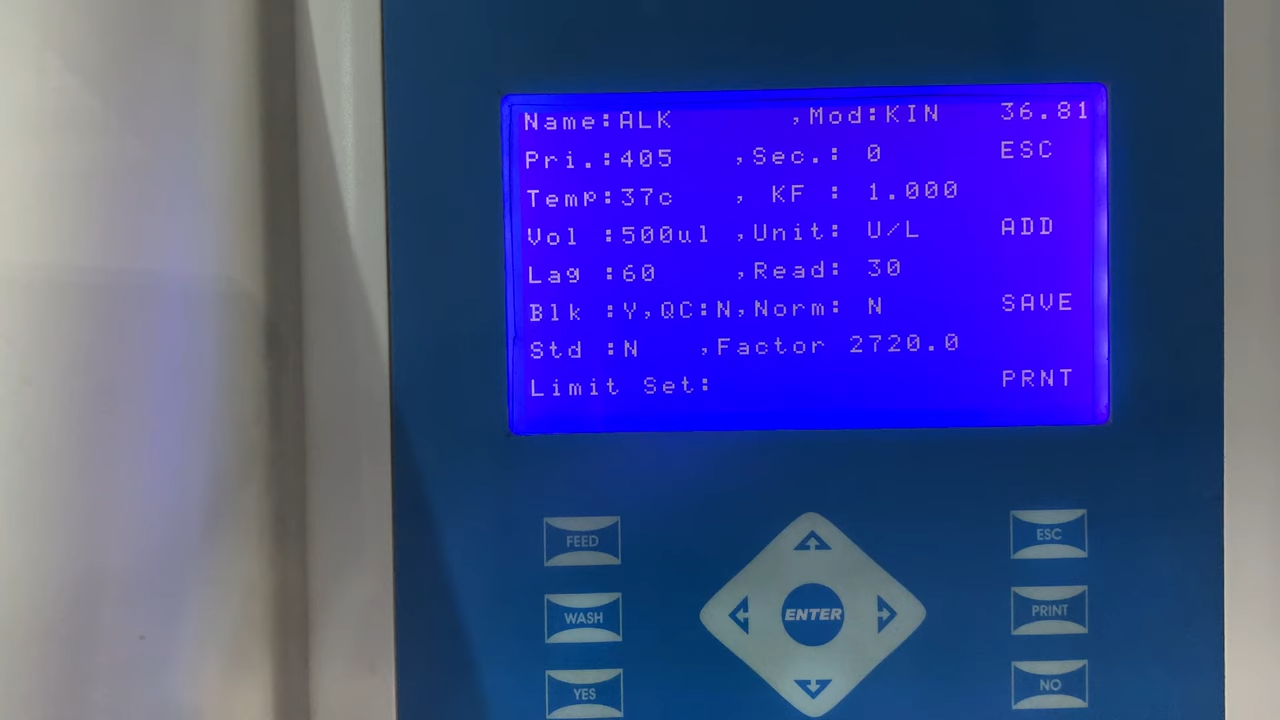 Name:ALK ,Mod:KIN 36.81
Pri.:405 ,Sec.: 0 ESC
Temp:37c , KF : 1.000
Vol :500ul ,Unit: U/L ADD
Lag :60 ,Read: 30
Blk :Y,QC:N,Norm: N SAVE
Std :N ,Factor 2720.0
Limit Set: PRNT
FEED ESC
WASH ENTER PRINT
YES NO